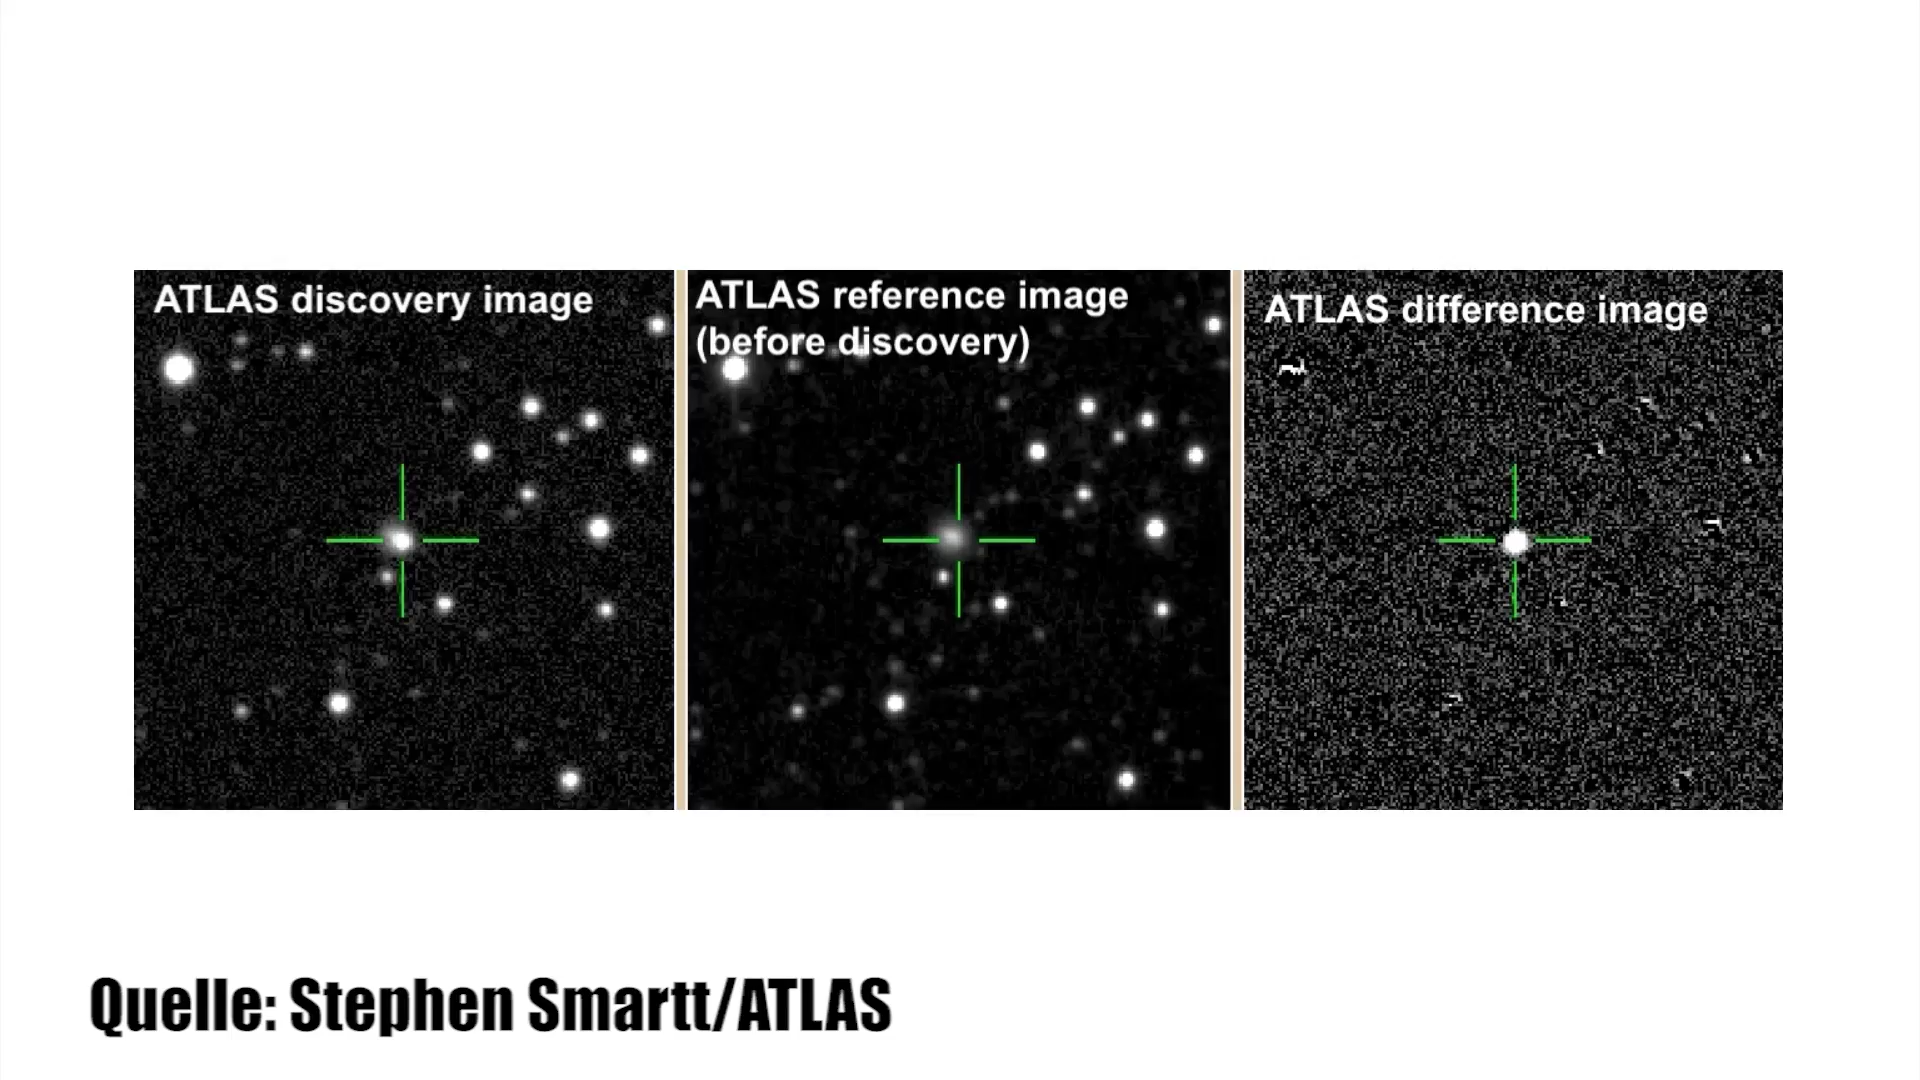 ATLAS discovery image
ATLAS reference image
(before discovery)
ATLAS difference image
Quelle: Stephen Smartt/ATLAS